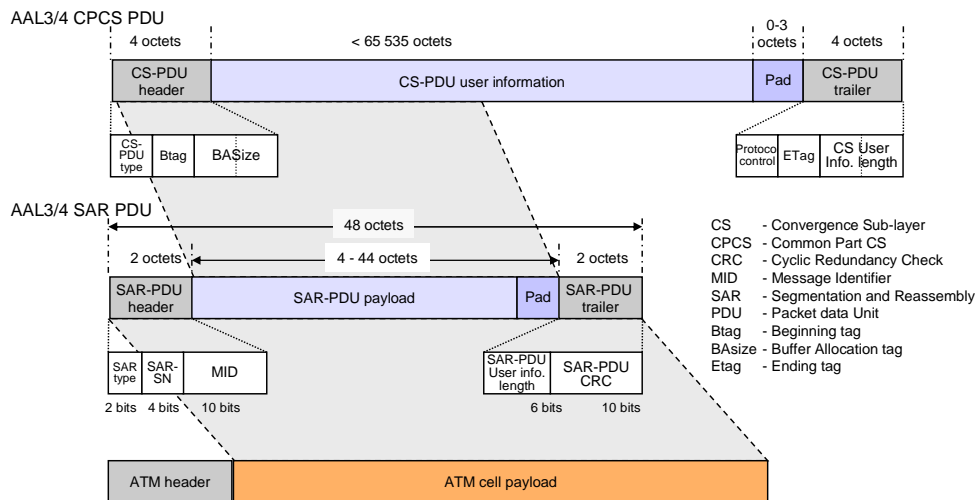 AAL3/4 CPCS PDU
4 octets
< 65 535 octets
0-3
octets
4 octets
CS-PDU
header
CS-PDU user information
Pad
CS-PDU
trailer
CS-
PDU
type
Btag
BASize
Protoco
control
ETag
CS User
Info. length
AAL3/4 SAR PDU
48 octets
2 octets
4 - 44 octets
2 octets
SAR-PDU
header
SAR-PDU payload
Pad
SAR-PDU
trailer
SAR
type
SAR-
SN
MID
SAR-PDU
User info.
length
SAR-PDU
CRC
2 bits
4 bits
10 bits
6 bits
10 bits
CS - Convergence Sub-layer
CPCS - Common Part CS
CRC - Cyclic Redundancy Check
MID - Message Identifier
SAR - Segmentation and Reassembly
PDU - Packet data Unit
Btag - Beginning tag
BAsize - Buffer Allocation tag
Etag - Ending tag
ATM header
ATM cell payload